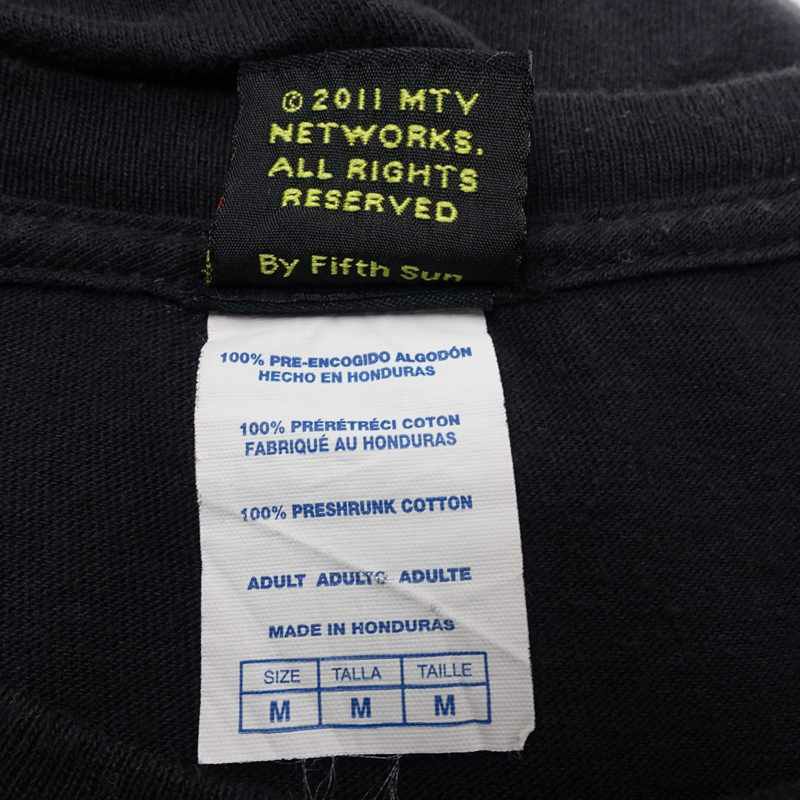 © 2011 MTV
NETWORKS.
ALL RIGHTS
RESERVED
By Fifth Sun
100% PRE-ENCOGIDO ALGODÓN
HECHO EN HONDURAS
100% PRÉRÉTRÉCI COTON
FABRIQUÉ AU HONDURAS
100% PRESHRUNK COTTON
ADULT ADULTO ADULTE
MADE IN HONDURAS
SIZE TALLA TAILLE
M M M